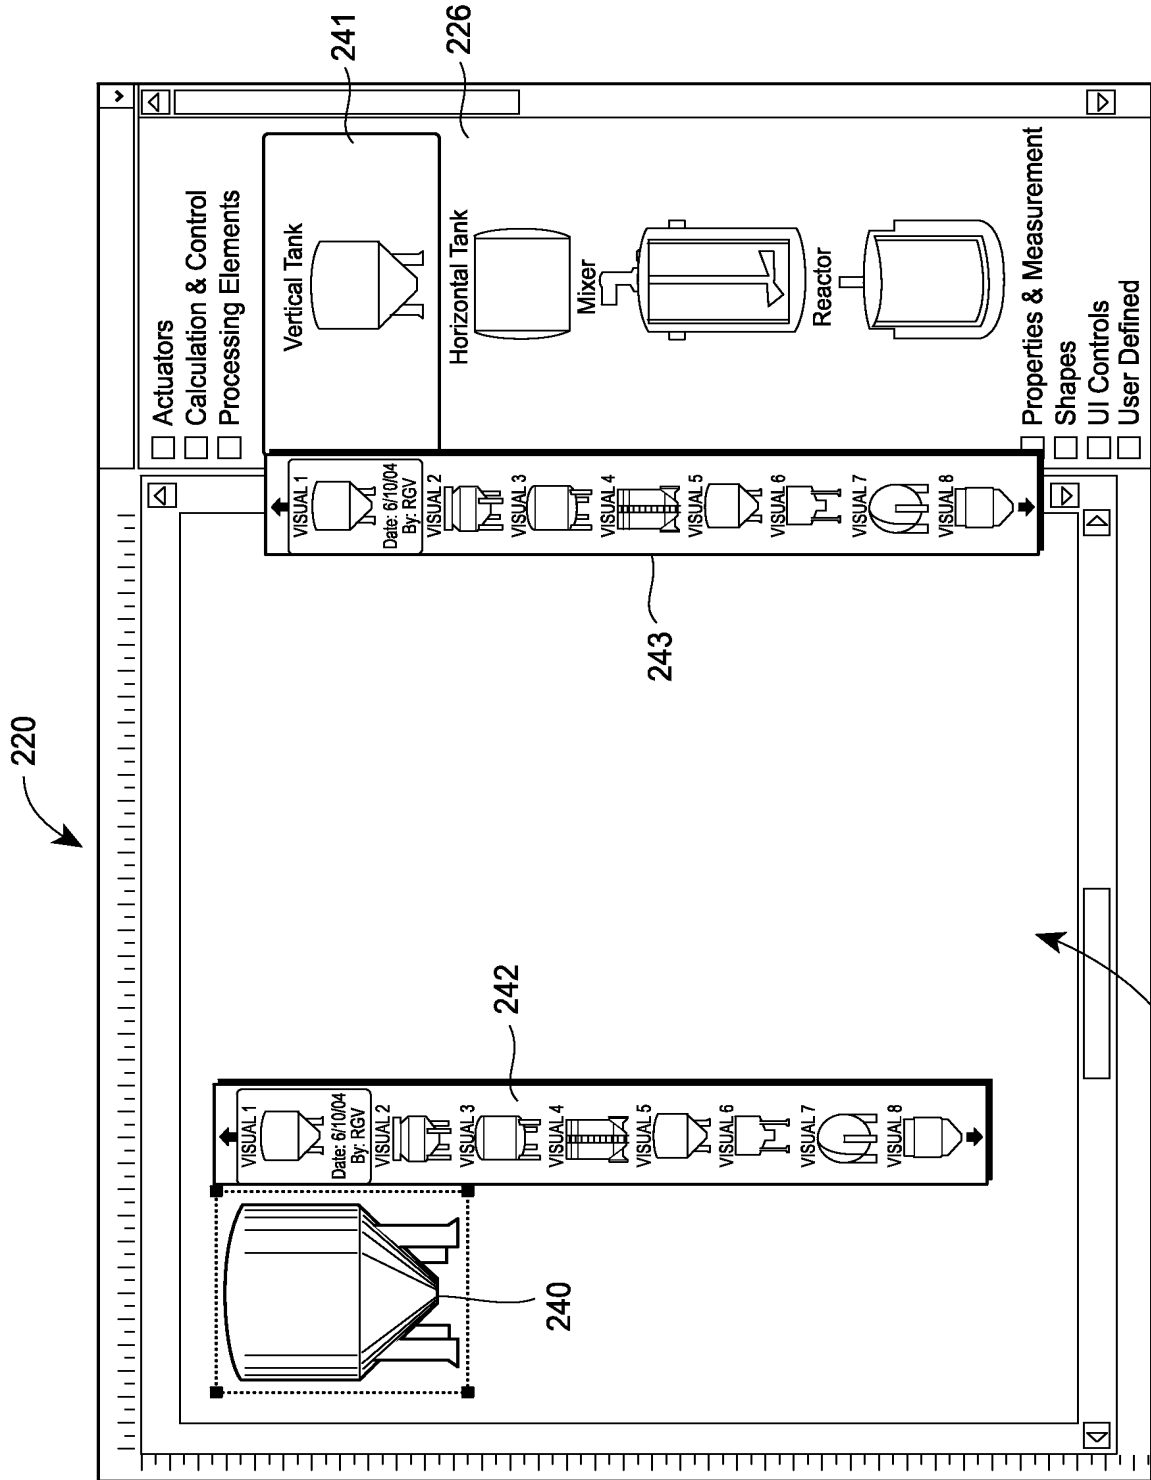 220
241
226
Actuators
Calculation & Control
Processing Elements
Vertical Tank
Horizontal Tank
Mixer
Reactor
Properties & Measurement
Shapes
UI Controls
User Defined
VISUAL 1
Date: 6/10/04
By: RGV
VISUAL 2
VISUAL 3
VISUAL 4
VISUAL 5
VISUAL 6
VISUAL 7
VISUAL 8
243
VISUAL 1
Date: 6/10/04
By: RGV
VISUAL 2
VISUAL 3
VISUAL 4
VISUAL 5
VISUAL 6
VISUAL 7
VISUAL 8
242
240